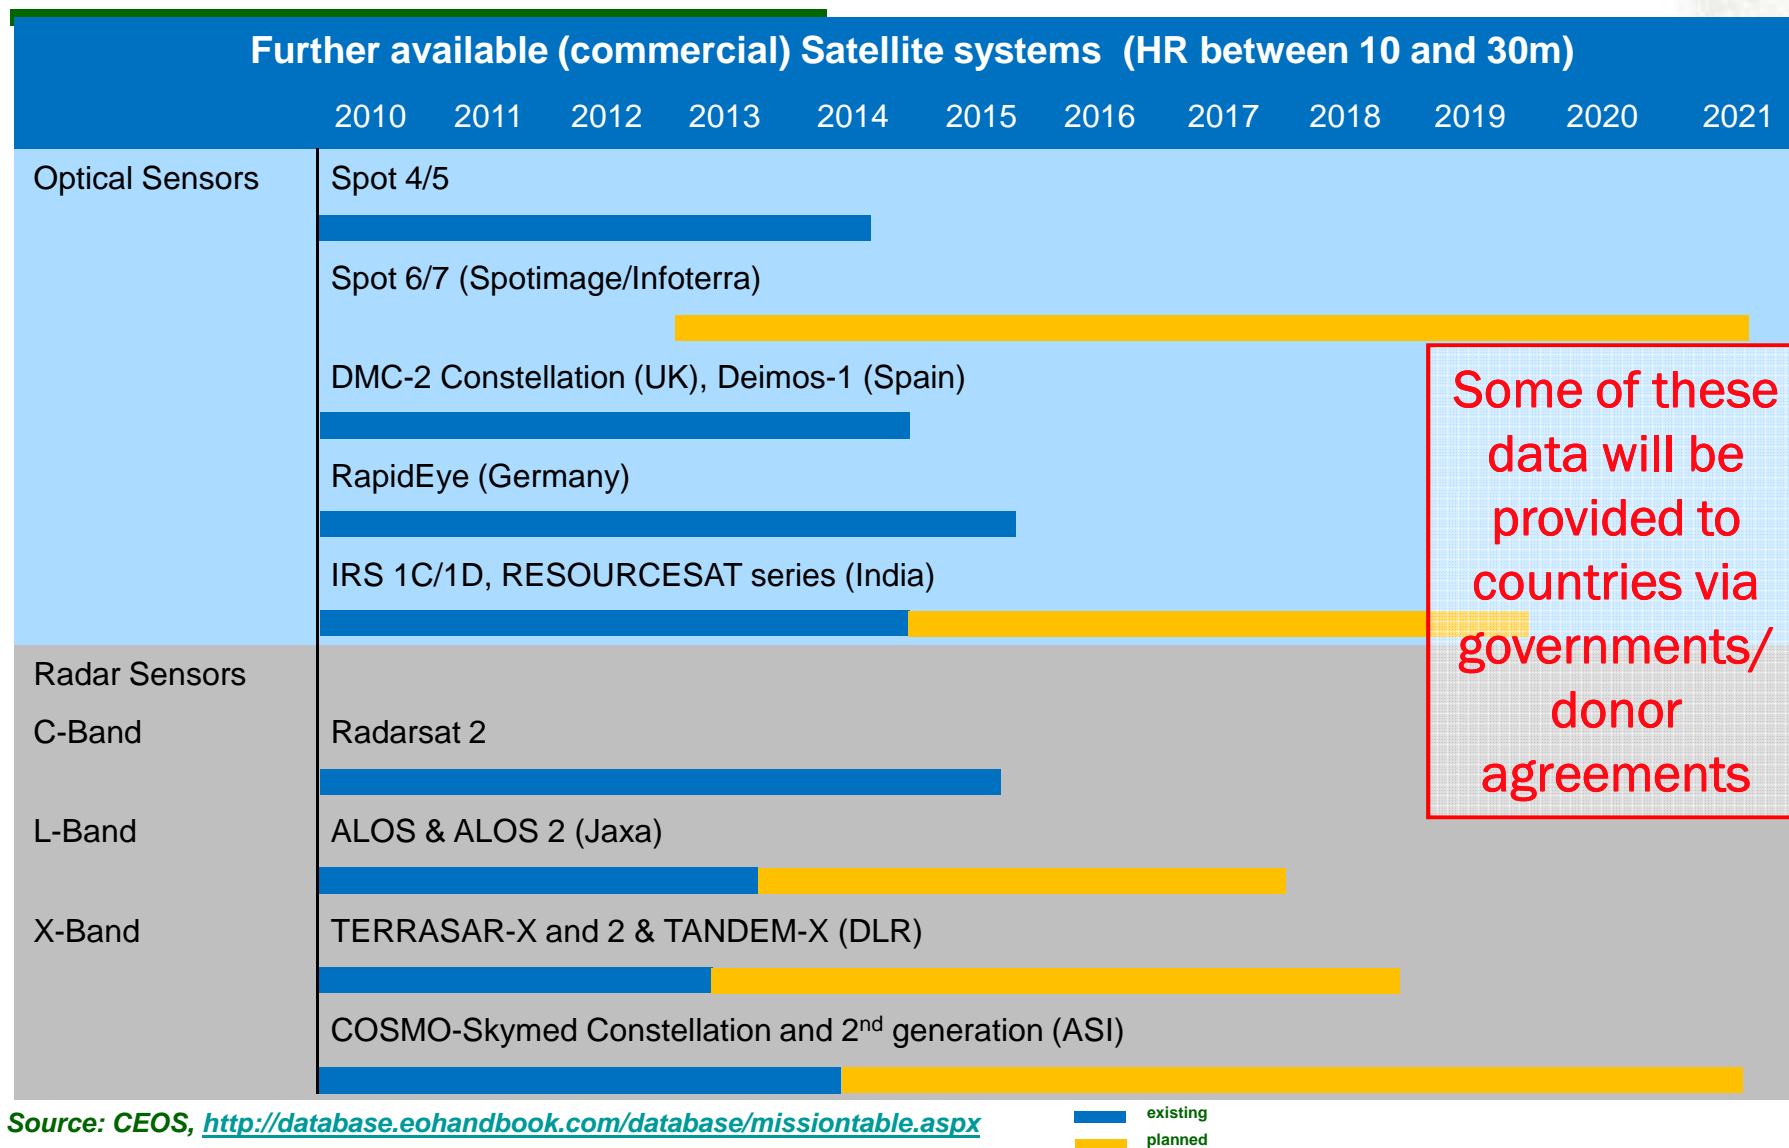 Further available (commercial) Satellite systems (HR between 10 and 30m)
2010 2011 2012 2013 2014 2015 2016 2017 2018 2019 2020 2021
Optical Sensors
Spot 4/5
Spot 6/7 (Spotimage/Infoterra)
DMC-2 Constellation (UK), Deimos-1 (Spain)
RapidEye (Germany)
IRS 1C/1D, RESOURCESAT series (India)
Radar Sensors
C-Band
Radarsat 2
L-Band
ALOS & ALOS 2 (Jaxa)
X-Band
TERRASAR-X and 2 & TANDEM-X (DLR)
COSMO-Skymed Constellation and 2nd generation (ASI)
Some of these
data will be
provided to
countries via
governments/
donor
agreements
Source: CEOS, http://database.eohandbook.com/database/missiontable.aspx
existing
planned